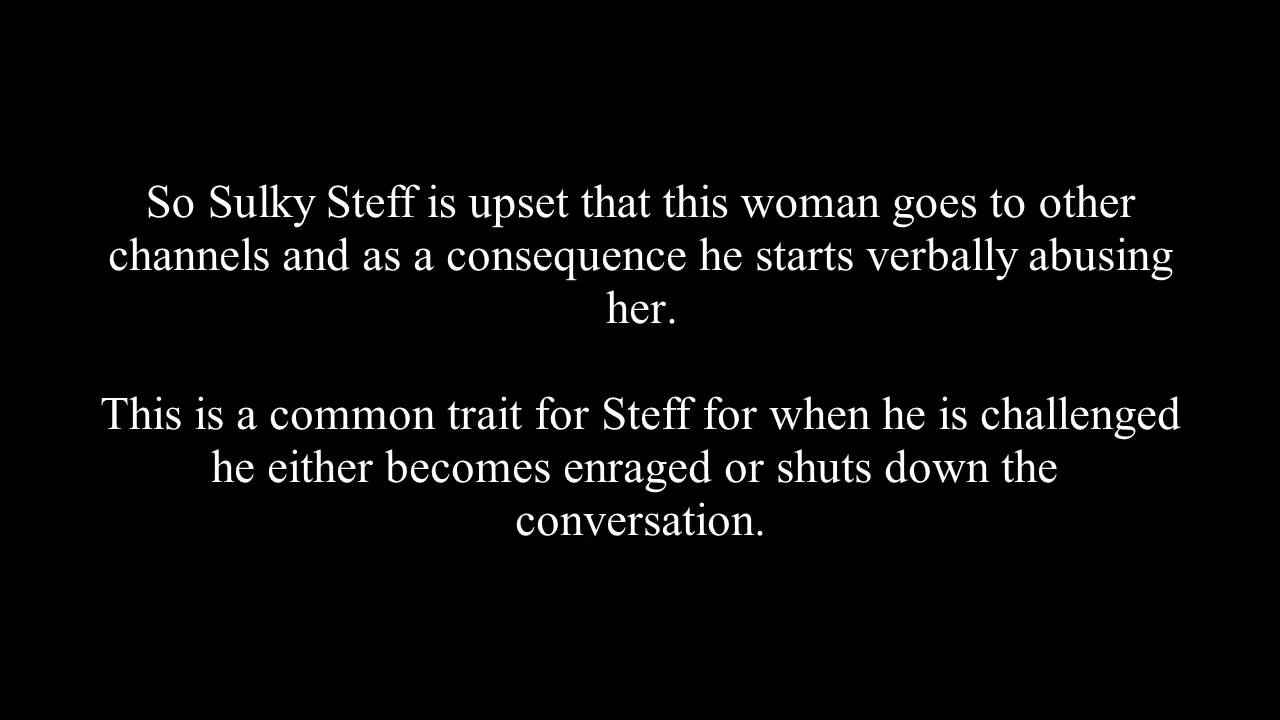 So Sulky Steff is upset that this woman goes to other
channels and as a consequence he starts verbally abusing
her.
This is a common trait for Steff for when he is challenged
he either becomes enraged or shuts down the
conversation.